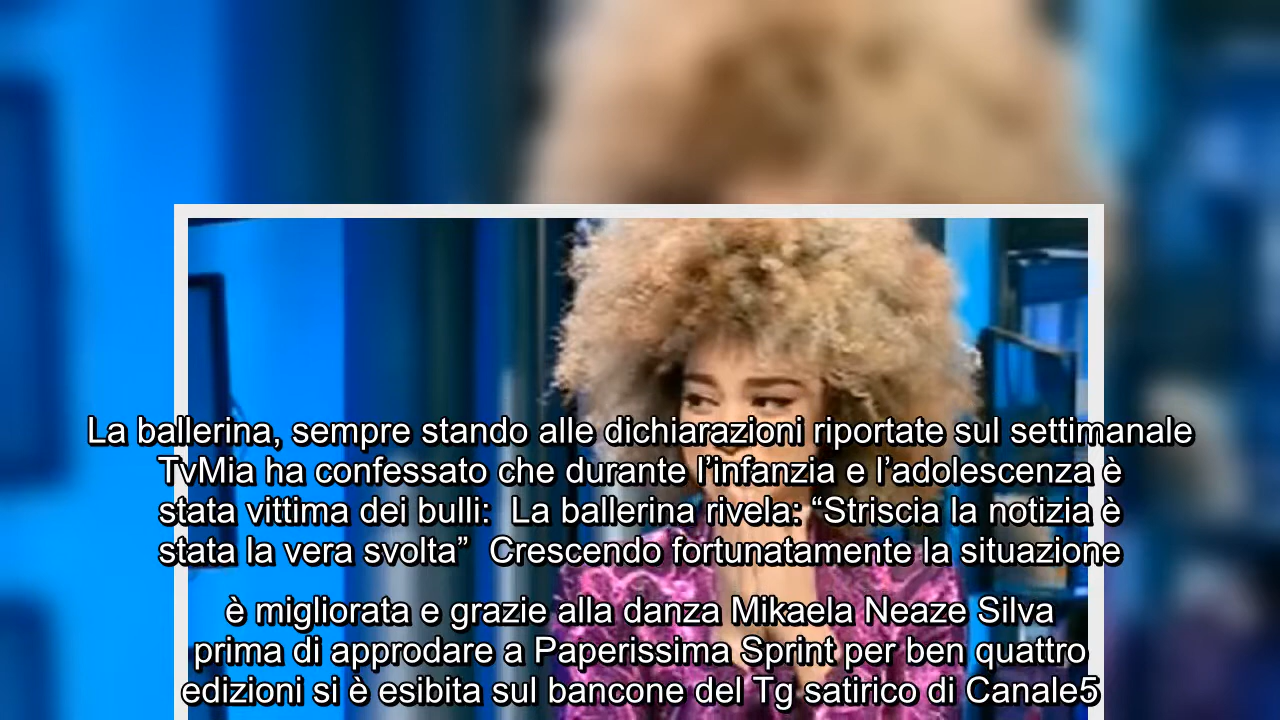 La ballerina, sempre stando alle dichiarazioni riportate sul settimanale
TvMia ha confessato che durante l’infanzia e l’adolescenza è
stata vittima dei bulli:  La ballerina rivela: “Striscia la notizia è
stata la vera svolta”  Crescendo fortunatamente la situazione
è migliorata e grazie alla danza Mikaela Neaze Silva
prima di approdare a Paperissima Sprint per ben quattro
edizioni si è esibita sul bancone del Tg satirico di Canale5